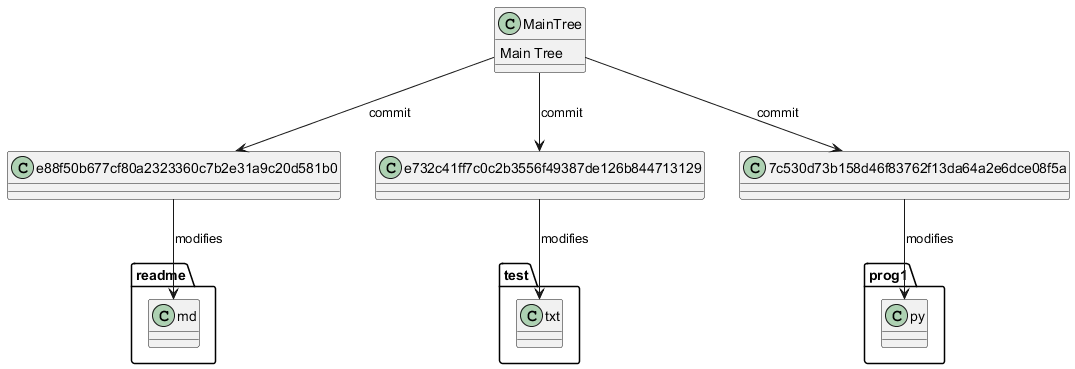 C MainTree
Main Tree
commit
commit
commit
C e88f50b677cf80a2323360c7b2e31a9c20d581b0
C e732c41ff7c0c2b3556f49387de126b844713129
C 7c530d73b158d46f83762f13da64a2e6dce08f5a
modifies
modifies
modifies
readme
test
prog1
C md
C txt
C py